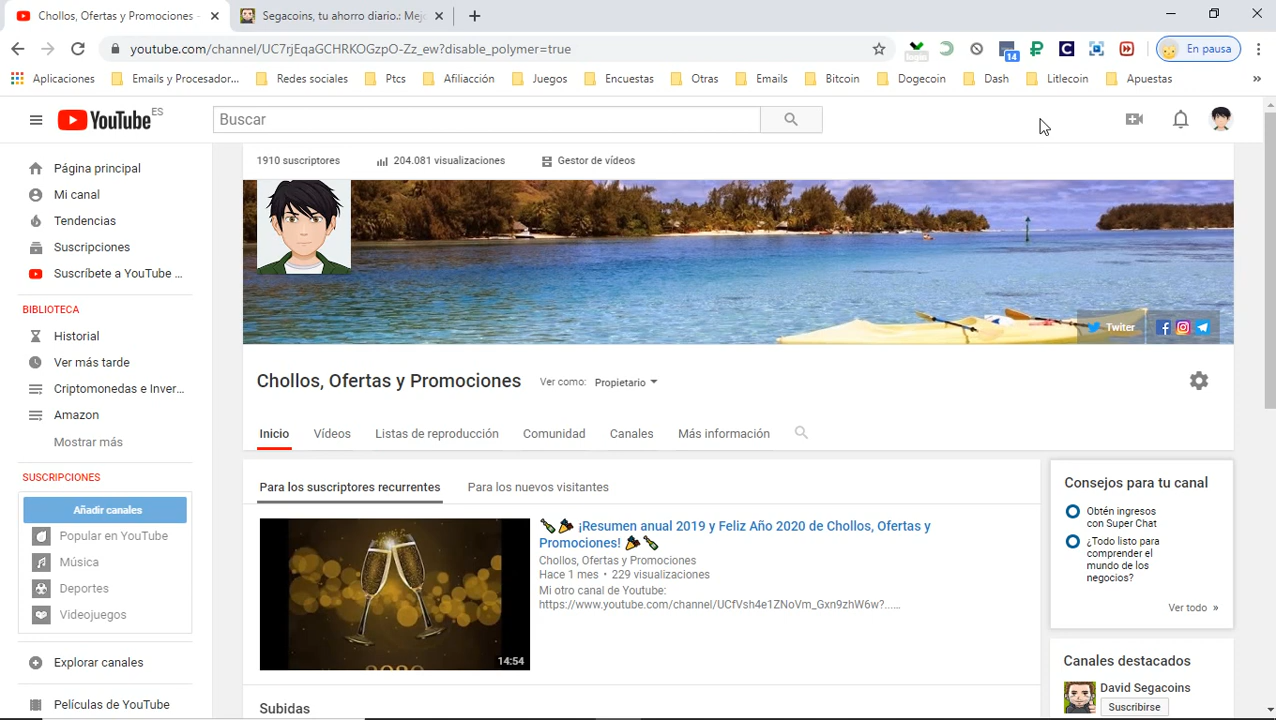 Chollos, Ofertas y Promociones -
Segacoins, tu ahorro diario.: Mejo
youtube.com/channel/UC7rjEqaGCHRKOGzpO-Zz_ew?disable_polymer=true
14
En pausa
Aplicaciones
Emails y Procesador...
Redes sociales
Ptcs
Afiliacción
Juegos
Encuestas
Otras
Emails
Bitcoin
Dogecoin
Dash
Litlecoin
Apuestas
»
YouTube ES
Buscar
1910 suscriptores
204.081 visualizaciones
Gestor de vídeos
Página principal
Mi canal
Tendencias
Suscripciones
Suscríbete a YouTube ...
BIBLIOTECA
Historial
Ver más tarde
Criptomonedas e Inver...
Amazon
Mostrar más
SUSCRIPCIONES
Añadir canales
Popular en YouTube
Música
Deportes
Videojuegos
Explorar canales
Películas de YouTube
Twiter
Chollos, Ofertas y Promociones
Ver como: Propietario
Inicio
Vídeos
Listas de reproducción
Comunidad
Canales
Más información
Para los suscriptores recurrentes
Para los nuevos visitantes
¡Resumen anual 2019 y Feliz Año 2020 de Chollos, Ofertas y
Promociones!
Chollos, Ofertas y Promociones
Hace 1 mes • 229 visualizaciones
Mi otro canal de Youtube:
https://www.youtube.com/channel/UCfVsh4e1ZNoVm_Gxn9zhW6w?...…
2020
14:54
Subidas
Consejos para tu canal
Obtén ingresos
con Super Chat
¿Todo listo para
comprender el
mundo de los
negocios?
Ver todo »
Canales destacados
David Segacoins
Suscribirse